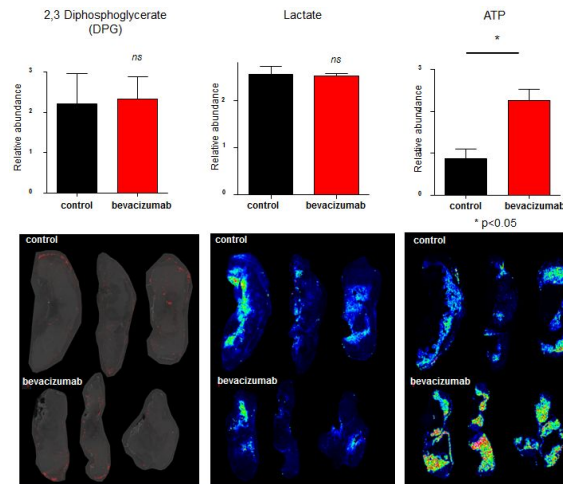 2,3 Diphosphoglycerate
(DPG)
ns
Relative abundance
3
2
1
0
control
bevacizumab
Lactate
ns
Relative abundance
2
1
0
control
bevacizumab
ATP
*
Relative abundance
3
2
1
0
control
bevacizumab
* p<0.05
control
bevacizumab
control
bevacizumab
control
bevacizumab